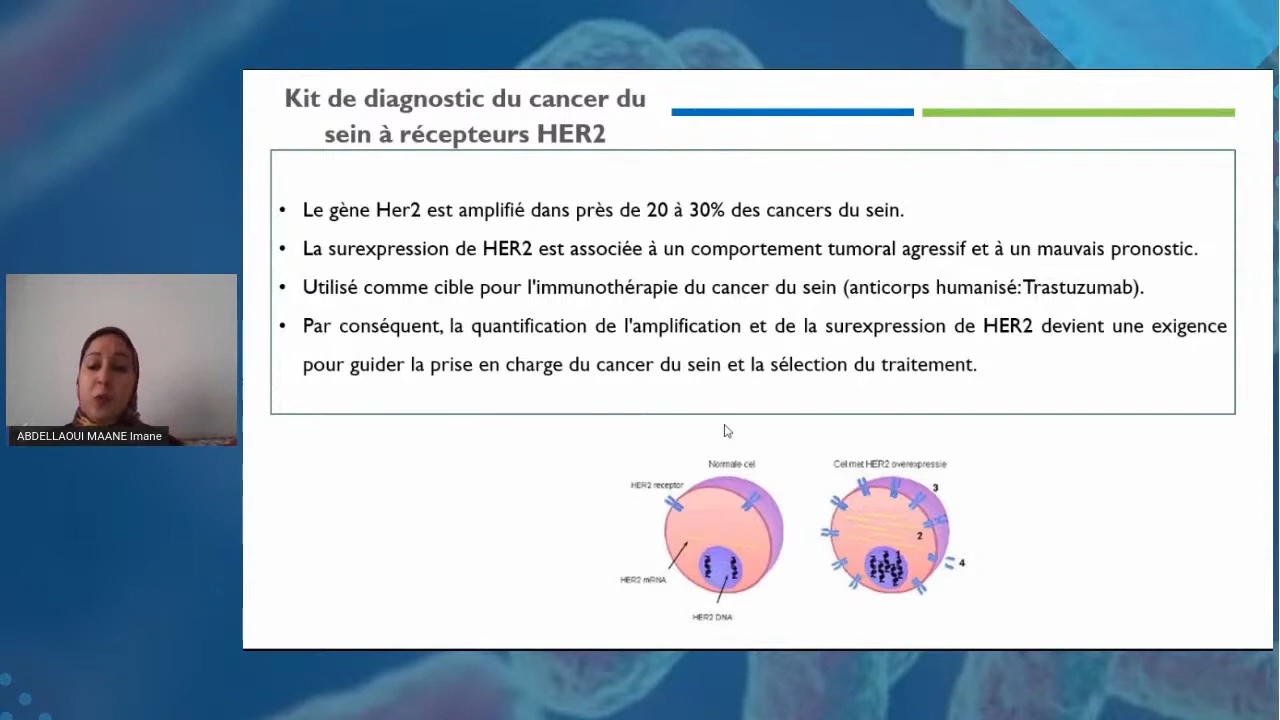 Kit de diagnostic du cancer du
sein à récepteurs HER2
• Le gène Her2 est amplifié dans près de 20 à 30% des cancers du sein.
• La surexpression de HER2 est associée à un comportement tumoral agressif et à un mauvais pronostic.
• Utilisé comme cible pour l'immunothérapie du cancer du sein (anticorps humanisé:Trastuzumab).
• Par conséquent, la quantification de l'amplification et de la surexpression de HER2 devient une exigence
pour guider la prise en charge du cancer du sein et la sélection du traitement.
ABDELLAOUI MAANE Imane
Normale cel
HER2 receptor
HER2 mRNA
HER2 DNA
Cel met HER2 overexpressie
3
2
1
4